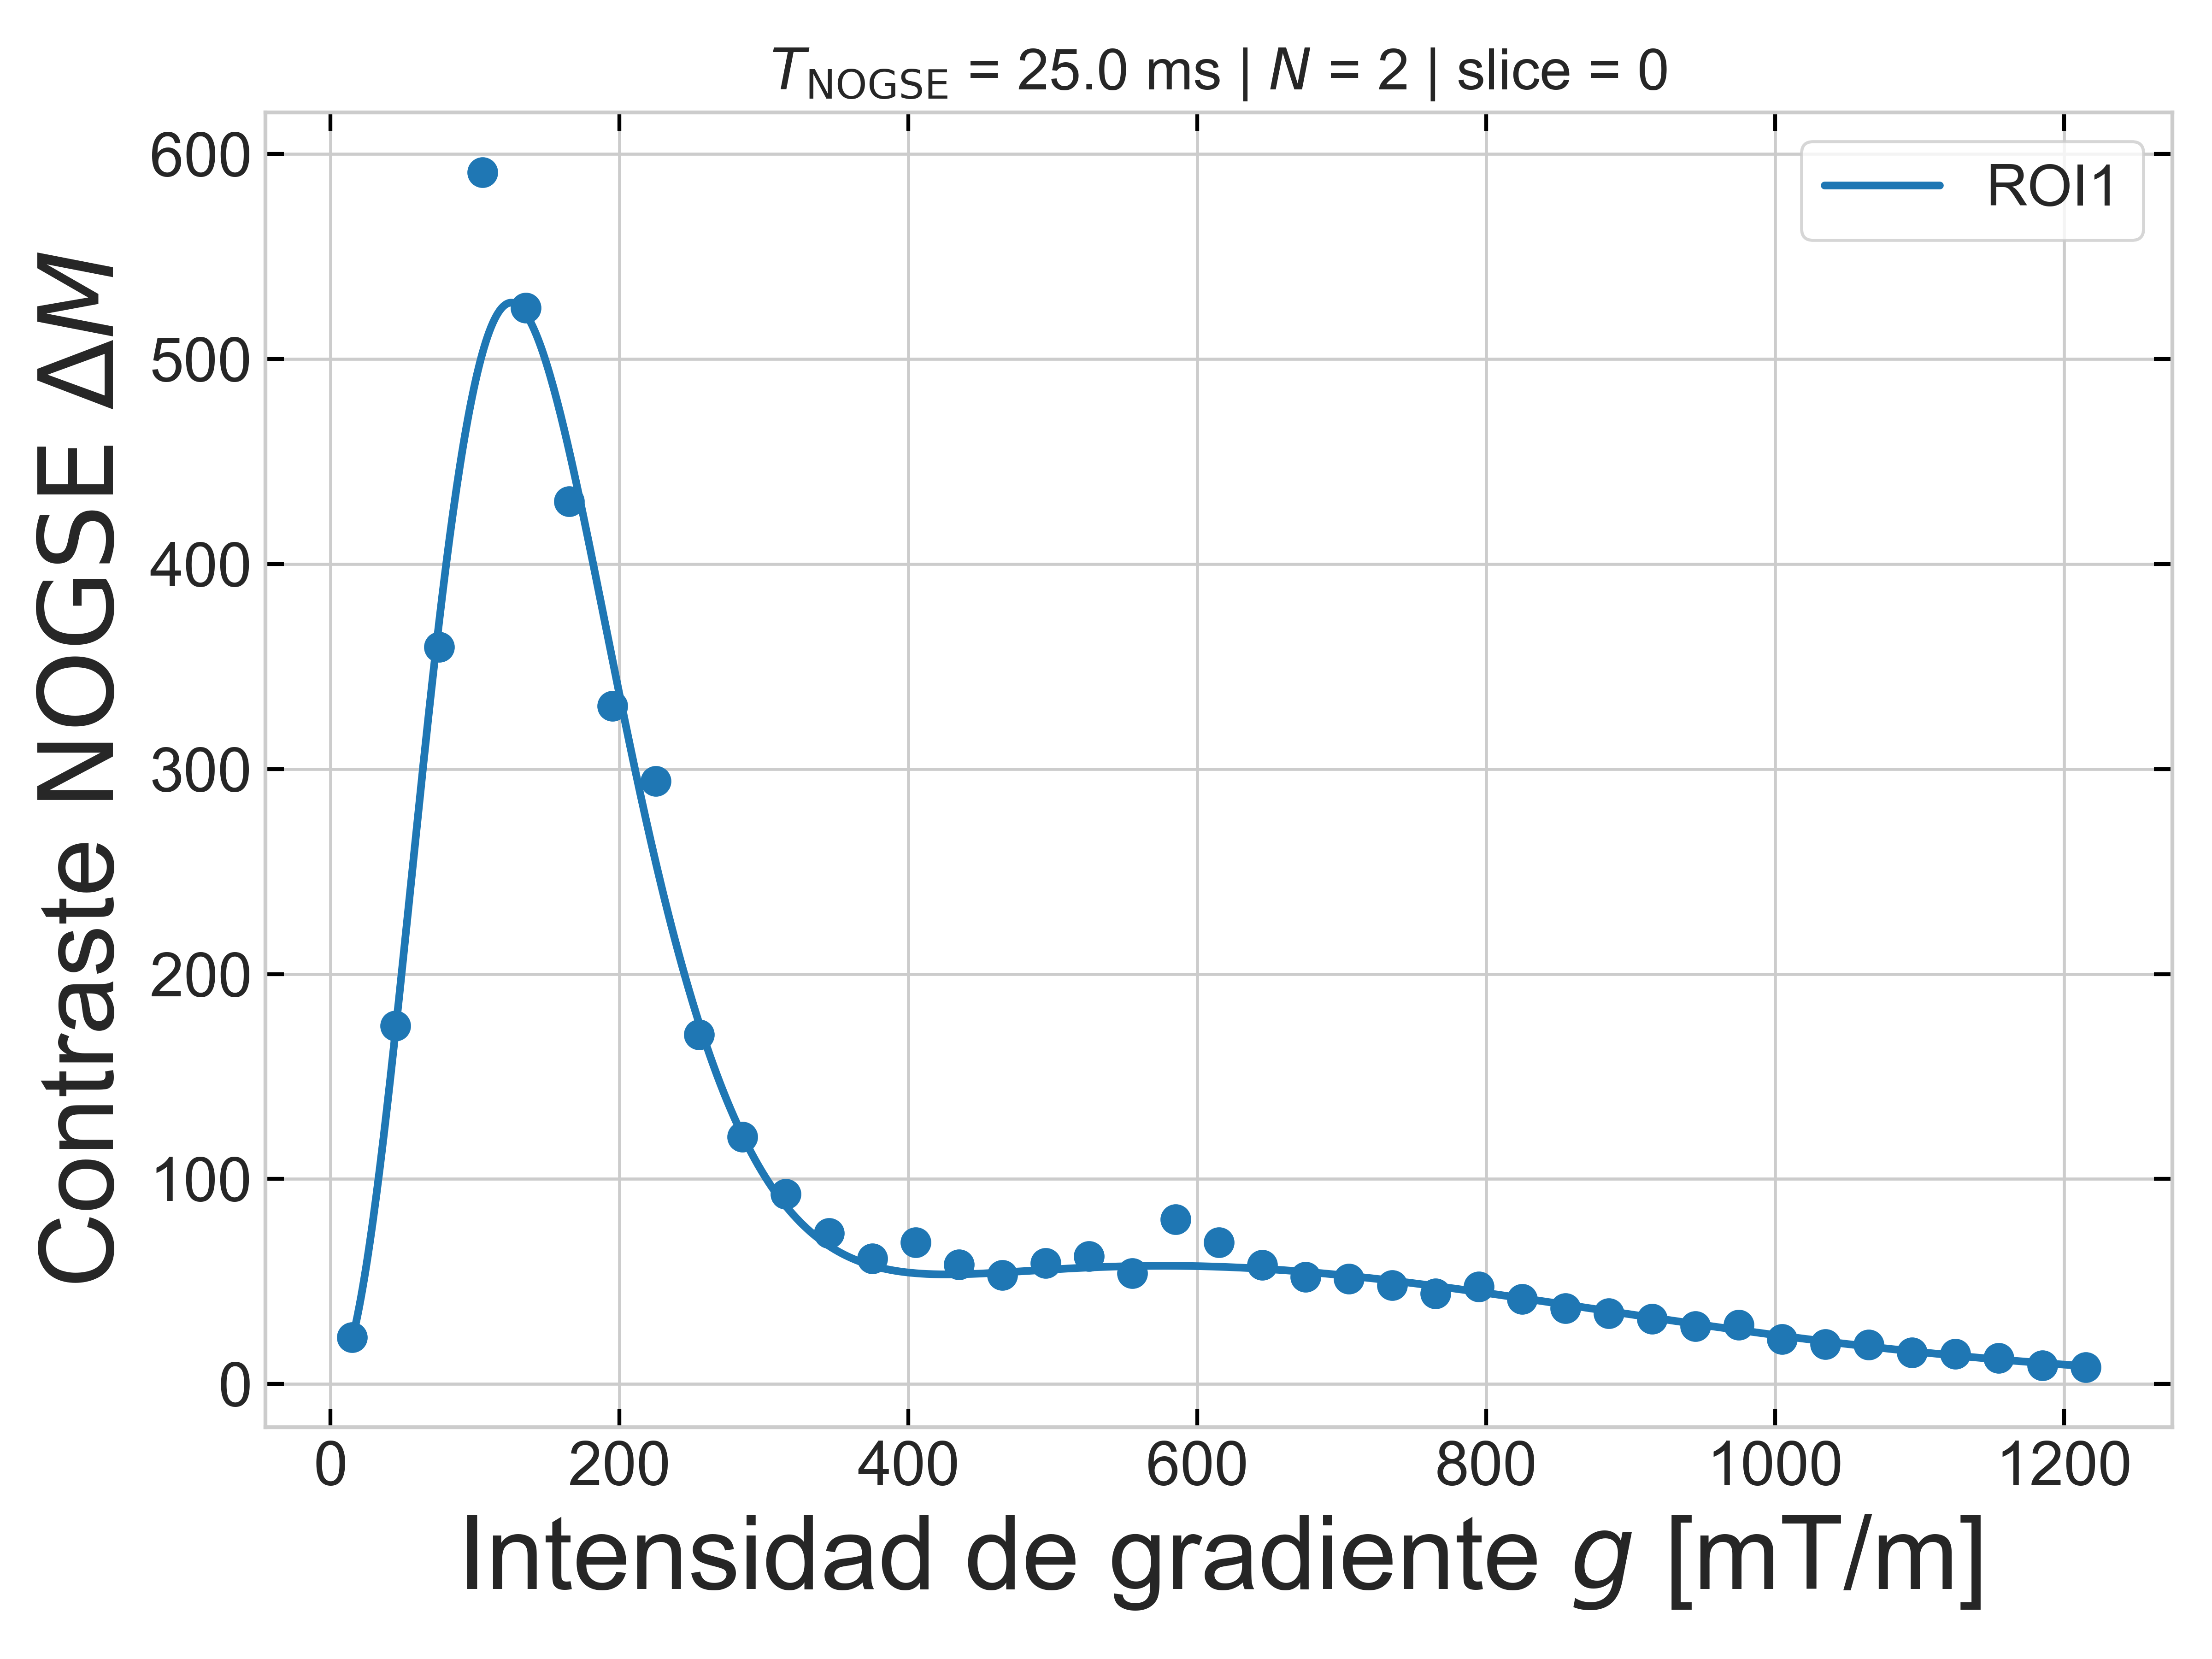 T_NOGSE = 25.0 ms | N = 2 | slice = 0
ROI1
Contraste NOGSE ΔM
600
500
400
300
200
100
0
0 200 400 600 800 1000 1200
Intensidad de gradiente g [mT/m]